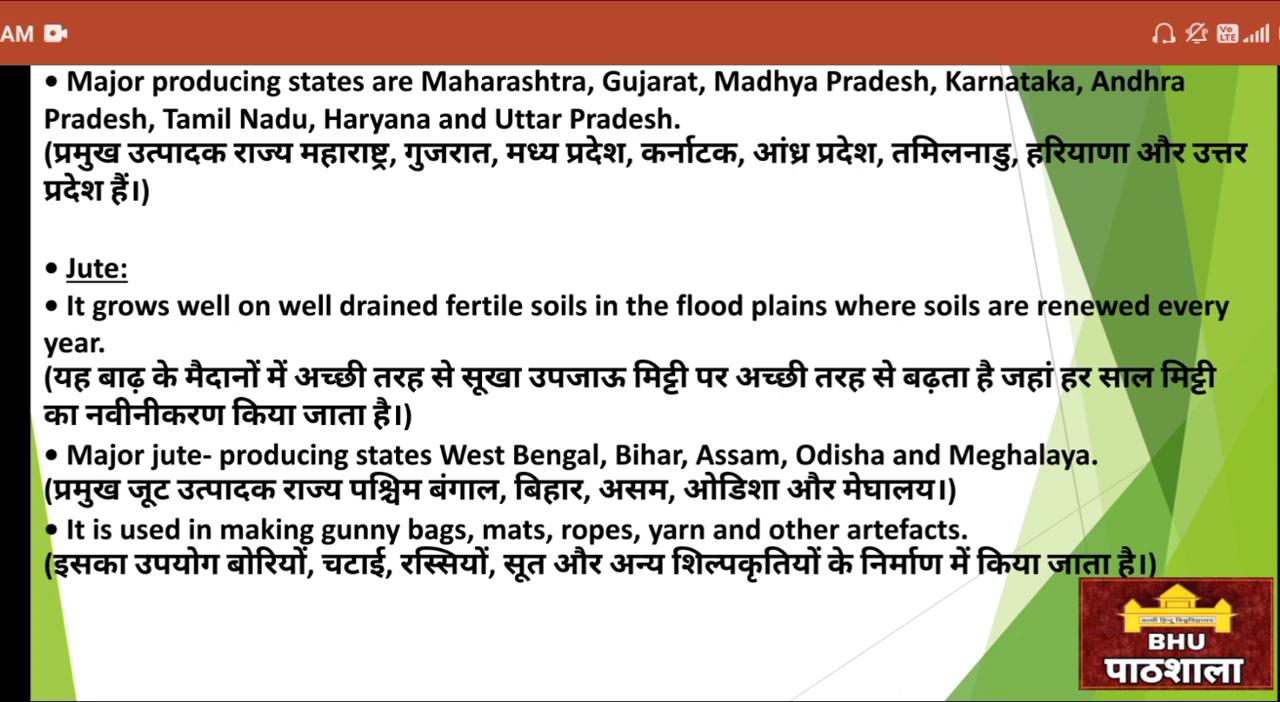 AM
Vo LTE
• Major producing states are Maharashtra, Gujarat, Madhya Pradesh, Karnataka, Andhra
Pradesh, Tamil Nadu, Haryana and Uttar Pradesh.
(प्रमुख उत्पादक राज्य महाराष्ट्र, गुजरात, मध्य प्रदेश, कर्नाटक, आंध्र प्रदेश, तमिलनाडु, हरियाणा और उत्तर
प्रदेश हैं।)
• Jute:
• It grows well on well drained fertile soils in the flood plains where soils are renewed every
year.
(यह बाढ़ के मैदानों में अच्छी तरह से सूखा उपजाऊ मिट्टी पर अच्छी तरह से बढ़ता है जहां हर साल मिट्टी
का नवीनीकरण किया जाता है।)
• Major jute- producing states West Bengal, Bihar, Assam, Odisha and Meghalaya.
(प्रमुख जूट उत्पादक राज्य पश्चिम बंगाल, बिहार, असम, ओडिशा और मेघालय।)
• It is used in making gunny bags, mats, ropes, yarn and other artefacts.
(इसका उपयोग बोरियों, चटाई, रस्सियों, सूत और अन्य शिल्पकृतियों के निर्माण में किया जाता है।)
काशी हिन्दू विश्वविद्यालय
BHU
पाठशाला